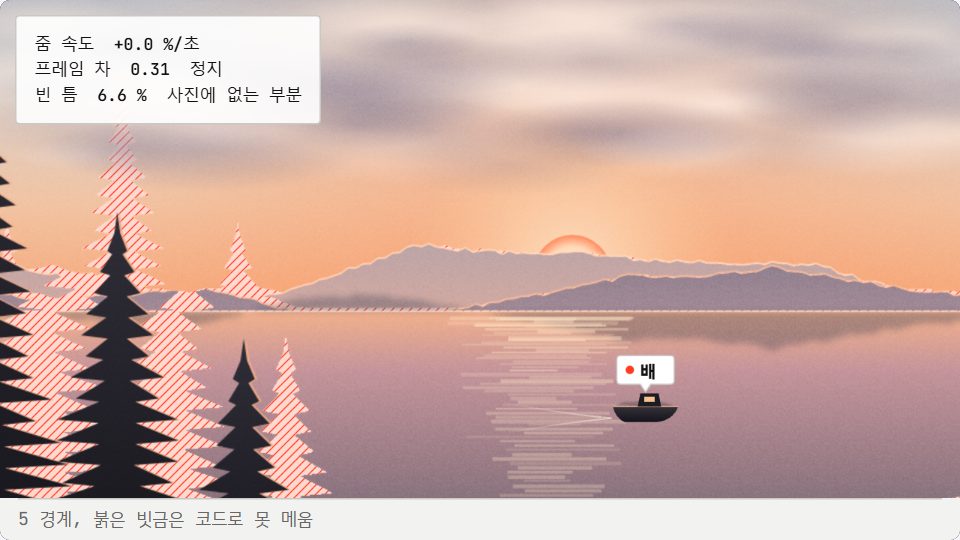 줌 속도 +0.0 %/초
프레임 차 0.31 정지
빈 틈 6.6 % 사진에 없는 부분
배
5 경계, 붉은 빗금은 코드로 못 메움